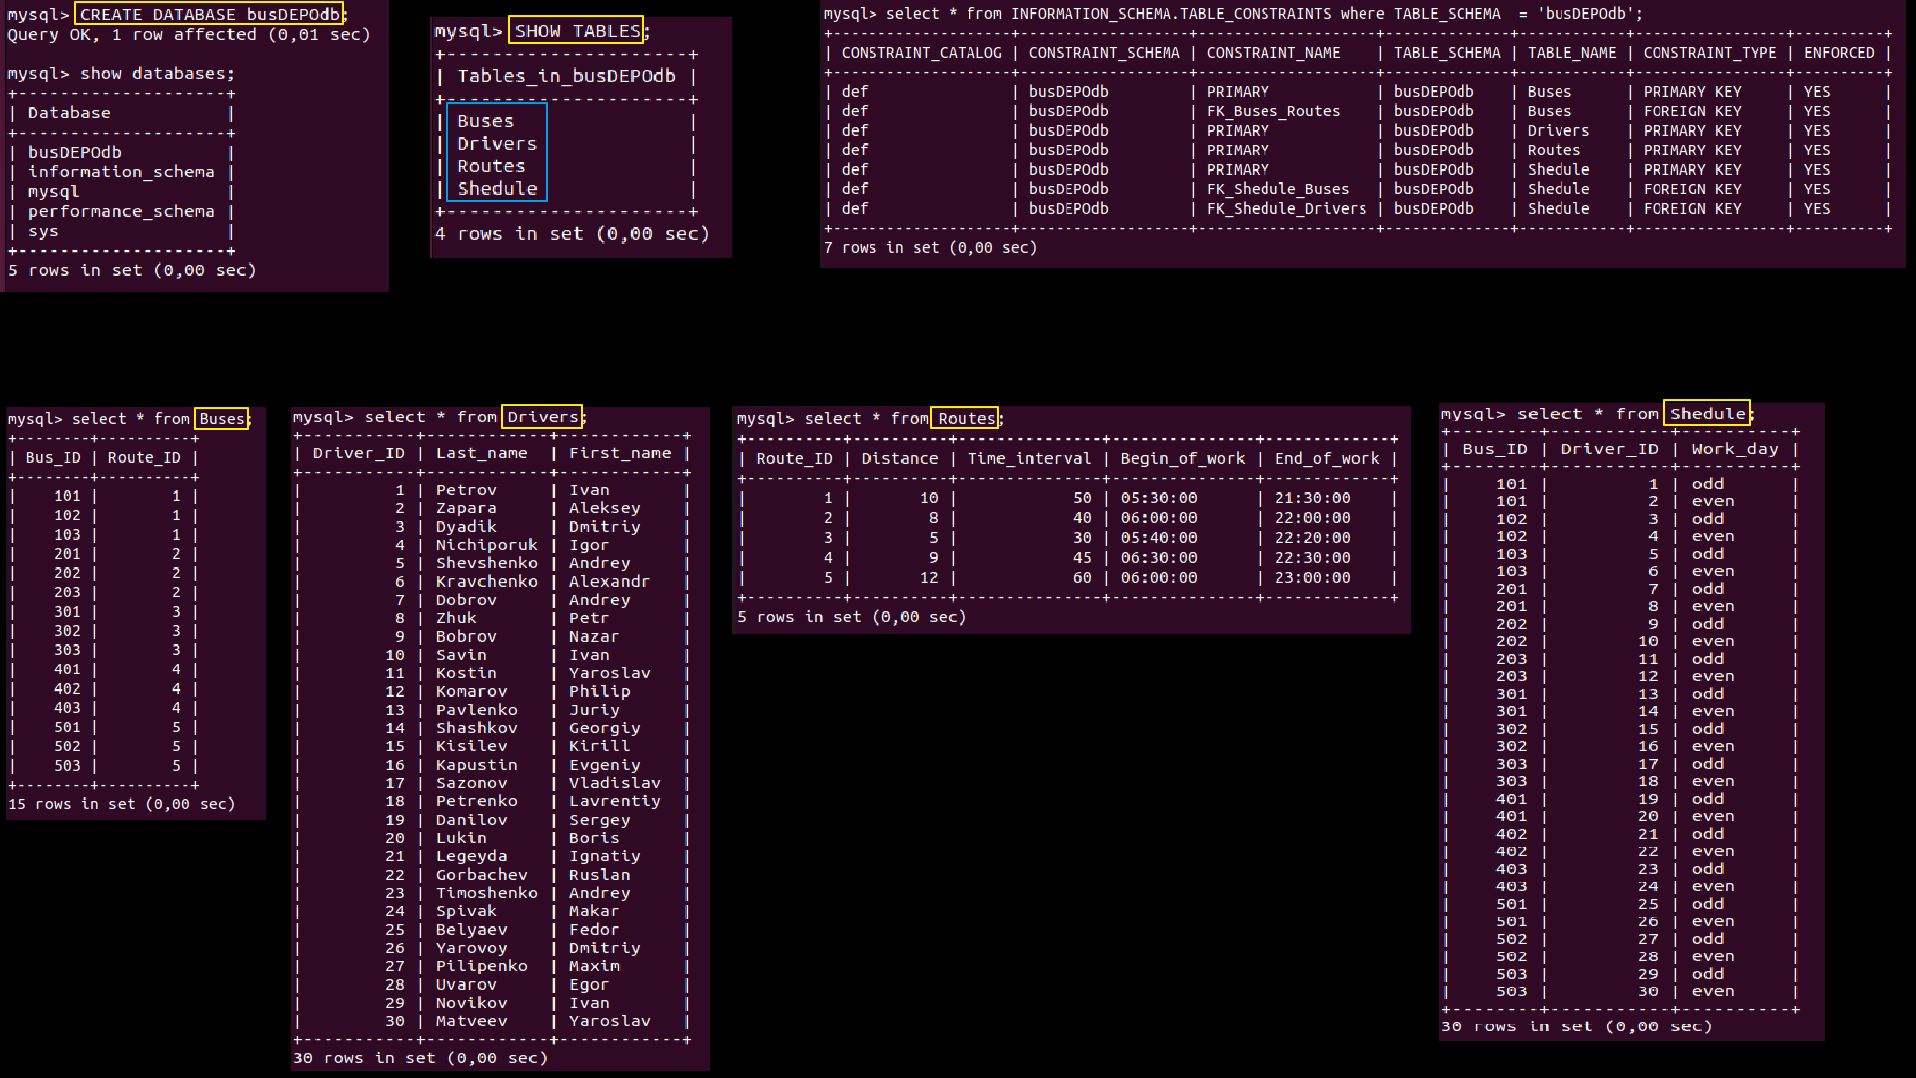 mysql> CREATE DATABASE busDEPOdb;
Query OK, 1 row affected (0,01 sec)

mysql> show databases;
+--------------------+
| Database           |
+--------------------+
| busDEPOdb          |
| information_schema |
| mysql              |
| performance_schema |
| sys                |
+--------------------+
5 rows in set (0,00 sec)

mysql> SHOW TABLES;
+---------------------+
| Tables_in_busDEPOdb |
+---------------------+
| Buses               |
| Drivers             |
| Routes              |
| Shedule             |
+---------------------+
4 rows in set (0,00 sec)

mysql> select * from INFORMATION_SCHEMA.TABLE_CONSTRAINTS where TABLE_SCHEMA  = 'busDEPOdb';
+--------------------+-------------------+--------------------+--------------+------------+-----------------+----------+
| CONSTRAINT_CATALOG | CONSTRAINT_SCHEMA | CONSTRAINT_NAME    | TABLE_SCHEMA | TABLE_NAME | CONSTRAINT_TYPE | ENFORCED |
+--------------------+-------------------+--------------------+--------------+------------+-----------------+----------+
| def                | busDEPOdb         | PRIMARY            | busDEPOdb    | Buses      | PRIMARY KEY     | YES      |
| def                | busDEPOdb         | FK_Buses_Routes    | busDEPOdb    | Buses      | FOREIGN KEY     | YES      |
| def                | busDEPOdb         | PRIMARY            | busDEPOdb    | Drivers    | PRIMARY KEY     | YES      |
| def                | busDEPOdb         | PRIMARY            | busDEPOdb    | Routes     | PRIMARY KEY     | YES      |
| def                | busDEPOdb         | PRIMARY            | busDEPOdb    | Shedule    | PRIMARY KEY     | YES      |
| def                | busDEPOdb         | FK_Shedule_Buses   | busDEPOdb    | Shedule    | FOREIGN KEY     | YES      |
| def                | busDEPOdb         | FK_Shedule_Drivers | busDEPOdb    | Shedule    | FOREIGN KEY     | YES      |
+--------------------+-------------------+--------------------+--------------+------------+-----------------+----------+
7 rows in set (0,00 sec)

mysql> select * from Buses;
+--------+----------+
| Bus_ID | Route_ID |
+--------+----------+
|    101 |        1 |
|    102 |        1 |
|    103 |        1 |
|    201 |        2 |
|    202 |        2 |
|    203 |        2 |
|    301 |        3 |
|    302 |        3 |
|    303 |        3 |
|    401 |        4 |
|    402 |        4 |
|    403 |        4 |
|    501 |        5 |
|    502 |        5 |
|    503 |        5 |
+--------+----------+
15 rows in set (0,00 sec)

mysql> select * from Drivers;
+-----------+------------+------------+
| Driver_ID | Last_name  | First_name |
+-----------+------------+------------+
|         1 | Petrov     | Ivan       |
|         2 | Zapara     | Aleksey    |
|         3 | Dyadik     | Dmitriy    |
|         4 | Nichiporuk | Igor       |
|         5 | Shevshenko | Andrey     |
|         6 | Kravchenko | Alexandr   |
|         7 | Dobrov     | Andrey     |
|         8 | Zhuk       | Petr       |
|         9 | Bobrov     | Nazar      |
|        10 | Savin      | Ivan       |
|        11 | Kostin     | Yaroslav   |
|        12 | Komarov    | Philip     |
|        13 | Pavlenko   | Juriy      |
|        14 | Shashkov   | Georgiy    |
|        15 | Kisilev    | Kirill     |
|        16 | Kapustin   | Evgeniy    |
|        17 | Sazonov    | Vladislav  |
|        18 | Petrenko   | Lavrentiy  |
|        19 | Danilov    | Sergey     |
|        20 | Lukin      | Boris      |
|        21 | Legeyda    | Ignatiy    |
|        22 | Gorbachev  | Ruslan     |
|        23 | Timoshenko | Andrey     |
|        24 | Spivak     | Makar      |
|        25 | Belyaev    | Fedor      |
|        26 | Yarovoy    | Dmitriy    |
|        27 | Pilipenko  | Maxim      |
|        28 | Uvarov     | Egor       |
|        29 | Novikov    | Ivan       |
|        30 | Matveev    | Yaroslav   |
+-----------+------------+------------+
30 rows in set (0,00 sec)

mysql> select * from Routes;
+----------+----------+---------------+---------------+-------------+
| Route_ID | Distance | Time_interval | Begin_of_work | End_of_work |
+----------+----------+---------------+---------------+-------------+
|        1 |       10 |            50 | 05:30:00      | 21:30:00    |
|        2 |        8 |            40 | 06:00:00      | 22:00:00    |
|        3 |        5 |            30 | 05:40:00      | 22:20:00    |
|        4 |        9 |            45 | 06:30:00      | 22:30:00    |
|        5 |       12 |            60 | 06:00:00      | 23:00:00    |
+----------+----------+---------------+---------------+-------------+
5 rows in set (0,00 sec)

mysql> select * from Shedule;
+--------+-----------+----------+
| Bus_ID | Driver_ID | Work_day |
+--------+-----------+----------+
|    101 |         1 | odd      |
|    101 |         2 | even     |
|    102 |         3 | odd      |
|    102 |         4 | even     |
|    103 |         5 | odd      |
|    103 |         6 | even     |
|    201 |         7 | odd      |
|    201 |         8 | even     |
|    202 |         9 | odd      |
|    202 |        10 | even     |
|    203 |        11 | odd      |
|    203 |        12 | even     |
|    301 |        13 | odd      |
|    301 |        14 | even     |
|    302 |        15 | odd      |
|    302 |        16 | even     |
|    303 |        17 | odd      |
|    303 |        18 | even     |
|    401 |        19 | odd      |
|    401 |        20 | even     |
|    402 |        21 | odd      |
|    402 |        22 | even     |
|    403 |        23 | odd      |
|    403 |        24 | even     |
|    501 |        25 | odd      |
|    501 |        26 | even     |
|    502 |        27 | odd      |
|    502 |        28 | even     |
|    503 |        29 | odd      |
|    503 |        30 | even     |
+--------+-----------+----------+
30 rows in set (0,00 sec)